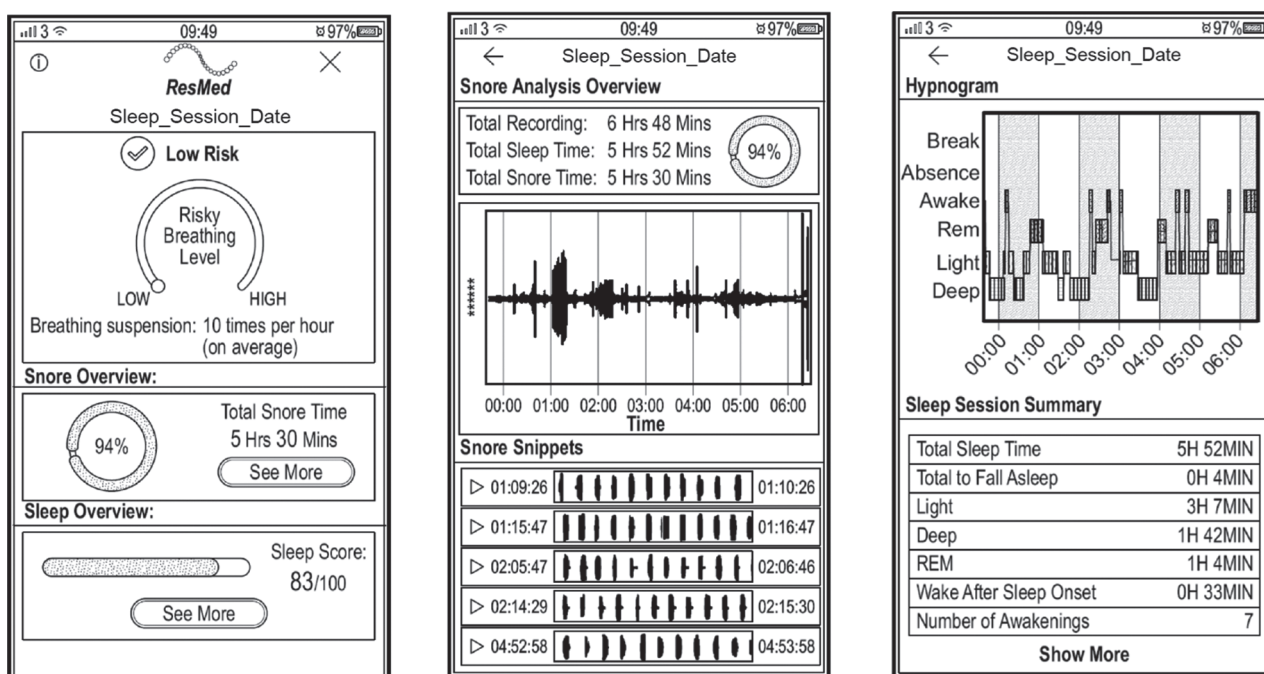 3 09:49 97%
ResMed
Sleep_Session_Date
Low Risk
Risky
Breathing
Level
LOW HIGH
Breathing suspension: 10 times per hour
(on average)
Snore Overview:
94%
Total Snore Time
5 Hrs 30 Mins
See More
Sleep Overview:
Sleep Score:
83/100
See More
3 09:49 97%
Sleep_Session_Date
Snore Analysis Overview
Total Recording: 6 Hrs 48 Mins
Total Sleep Time: 5 Hrs 52 Mins
Total Snore Time: 5 Hrs 30 Mins
94%
******
00:00 01:00 02:00 03:00 04:00 05:00 06:00
Time
Snore Snippets
01:09:26 01:10:26
01:15:47 01:16:47
02:05:47 02:06:46
02:14:29 02:15:30
04:52:58 04:53:58
3 09:49 97%
Sleep_Session_Date
Hypnogram
Break
Absence
Awake
Rem
Light
Deep
00:00 01:00 02:00 03:00 04:00 05:00 06:00
Sleep Session Summary
Total Sleep Time 5H 52MIN
Total to Fall Asleep 0H 4MIN
Light 3H 7MIN
Deep 1H 42MIN
REM 1H 4MIN
Wake After Sleep Onset 0H 33MIN
Number of Awakenings 7
Show More